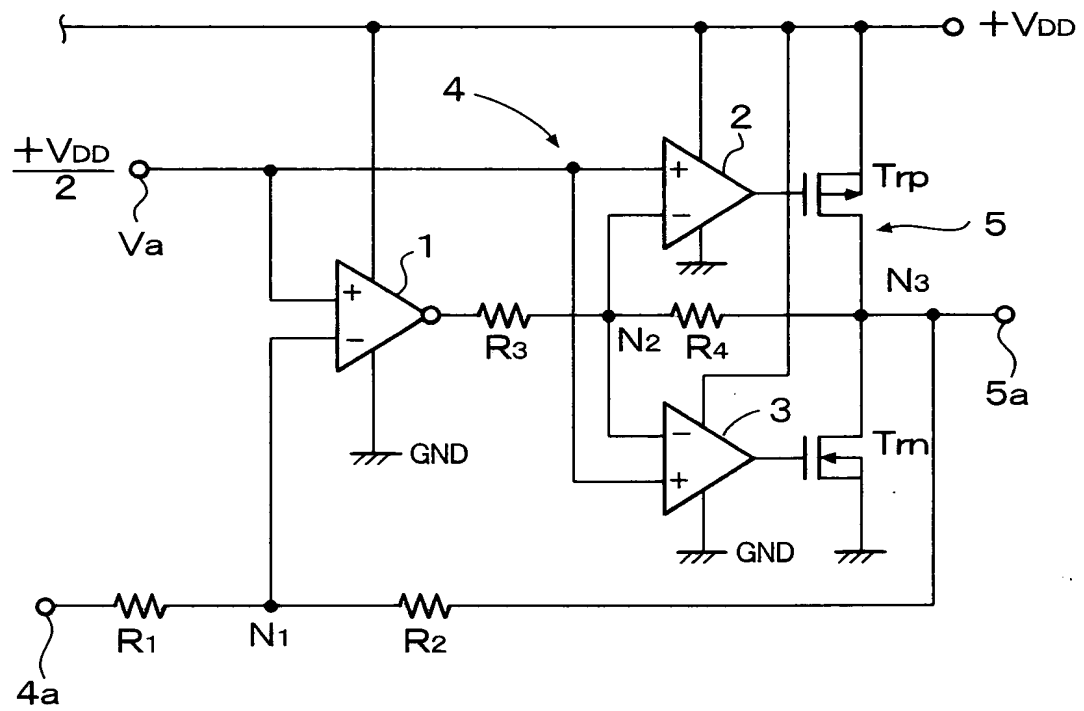 +VDD
4
2
+VDD
2
+
−
Trp
5
Va
1
+
−
N3
R3
N2
R4
5a
3
−
+
Trn
GND
GND
R1
N1
R2
4a